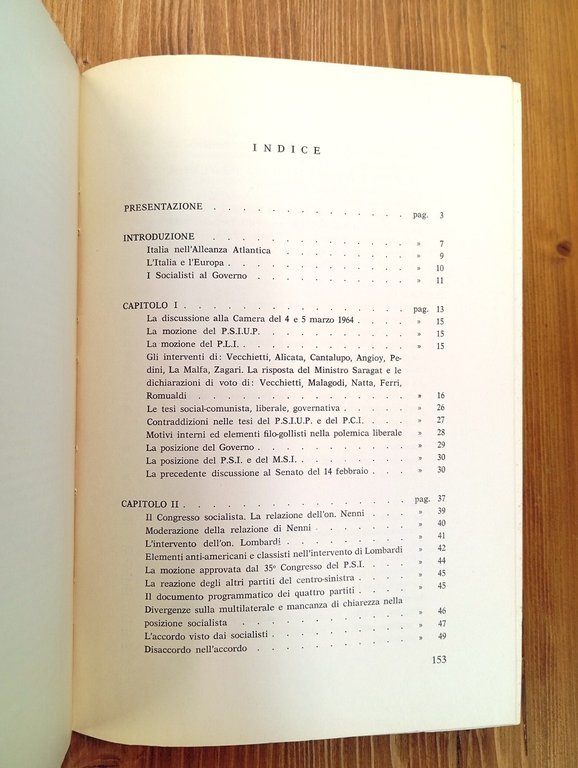 INDICE
PRESENTAZIONE . . . . . . . . . . . . . . pag. 3
INTRODUZIONE . . . . . . . . . . . . . . » 7
Italia nell'Alleanza Atlantica . . . . . . . . . . » 9
L'Italia e l'Europa . . . . . . . . . . . . . » 10
I Socialisti al Governo . . . . . . . . . . . » 11
CAPITOLO I . . . . . . . . . . . . . . . pag. 13
La discussione alla Camera del 4 e 5 marzo 1964 . . . . » 15
La mozione del P.S.I.U.P. . . . . . . . . . . » 15
La mozione del P.L.I. . . . . . . . . . . . » 15
Gli interventi di: Vecchietti, Alicata, Cantalupo, Angioy, Pe-
dini, La Malfa, Zagari. La risposta del Ministro Saragat e le
dichiarazioni di voto di: Vecchietti, Malagodi, Natta, Ferri,
Romualdi . . . . . . . . . . . . . . » 16
Le tesi social-comunista, liberale, governativa . . . . . » 26
Contraddizioni nelle tesi del P.S.I.U.P. e del P.C.I. . . . » 27
Motivi interni ed elementi filo-gollisti nella polemica liberale » 28
La posizione del Governo . . . . . . . . . . » 29
La posizione del P.S.I. e del M.S.I. . . . . . . . » 30
La precedente discussione al Senato del 14 febbraio . . . » 30
CAPITOLO II . . . . . . . . . . . . . . . pag. 37
Il Congresso socialista. La relazione dell'on. Nenni . . . » 39
Moderazione della relazione di Nenni . . . . . . . » 40
L'intervento dell'on. Lombardi . . . . . . . . . » 41
Elementi anti-americani e classisti nell'intervento di Lombardi » 42
La mozione approvata dal 35º Congresso del P.S.I. . . . » 44
La reazione degli altri partiti del centro-sinistra . . . . » 45
Il documento programmatico dei quattro partiti . . . . » 45
Divergenze sulla multilaterale e mancanza di chiarezza nella
posizione socialista . . . . . . . . . . . . » 46
L'accordo visto dai socialisti . . . . . . . . . » 47
Disaccordo nell'accordo . . . . . . . . . . . » 49
153